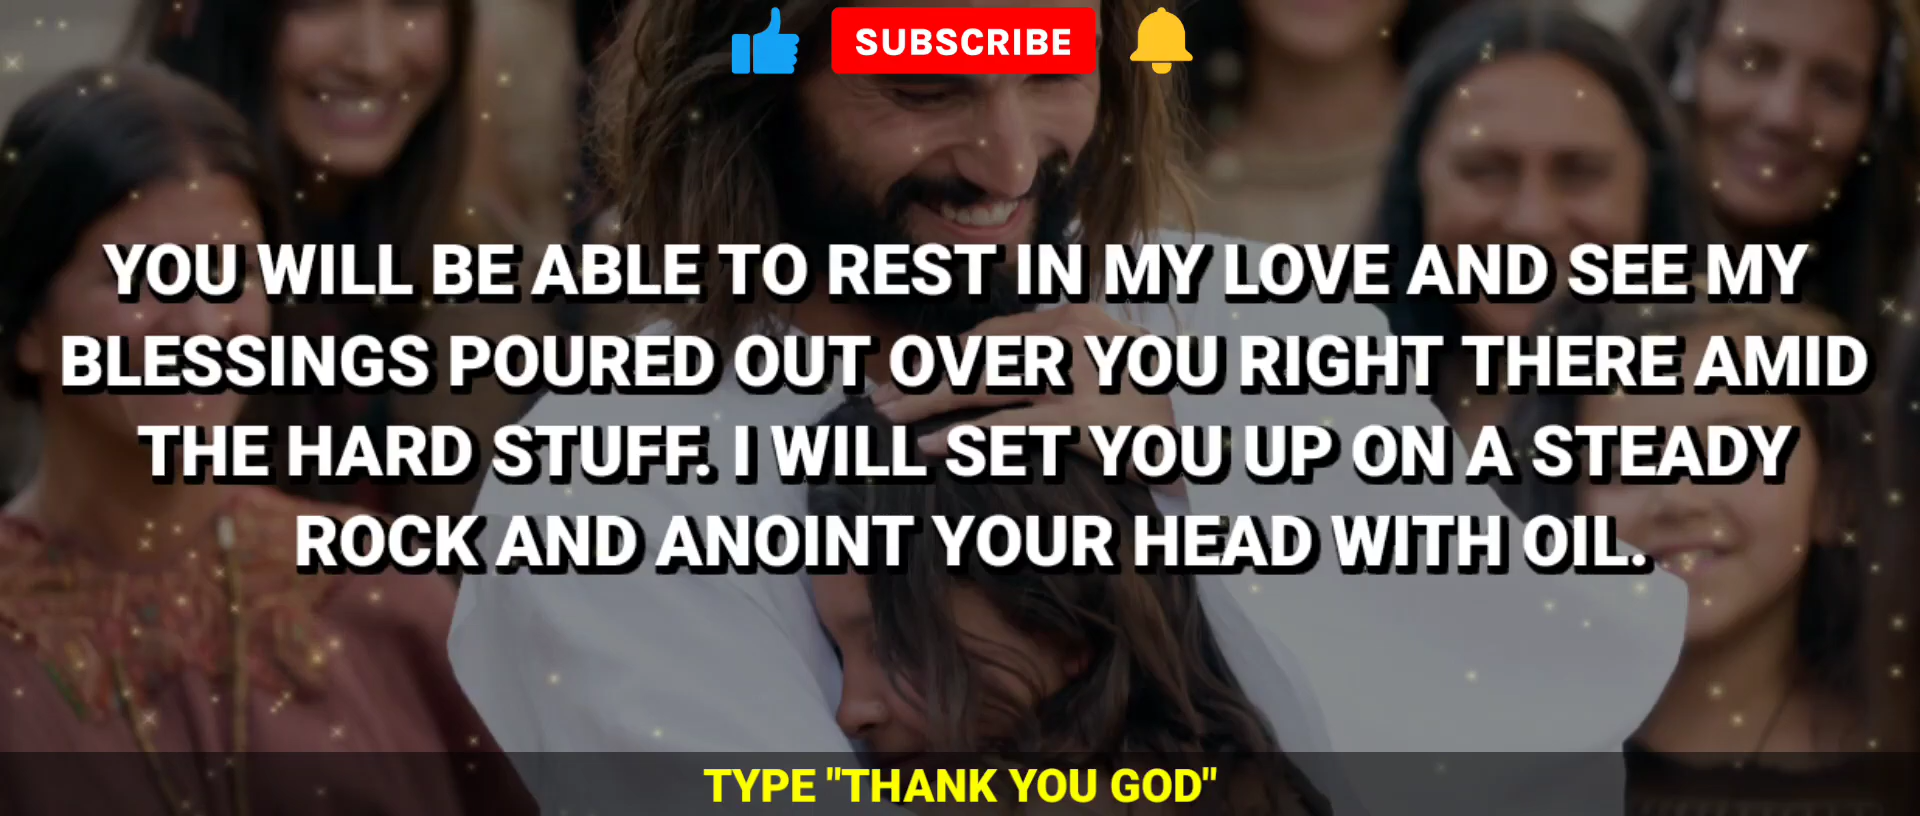 SUBSCRIBE
YOU WILL BE ABLE TO REST IN MY LOVE AND SEE MY
BLESSINGS POURED OUT OVER YOU RIGHT THERE AMID
THE HARD STUFF. I WILL SET YOU UP ON A STEADY
ROCK AND ANOINT YOUR HEAD WITH OIL.
TYPE "THANK YOU GOD"